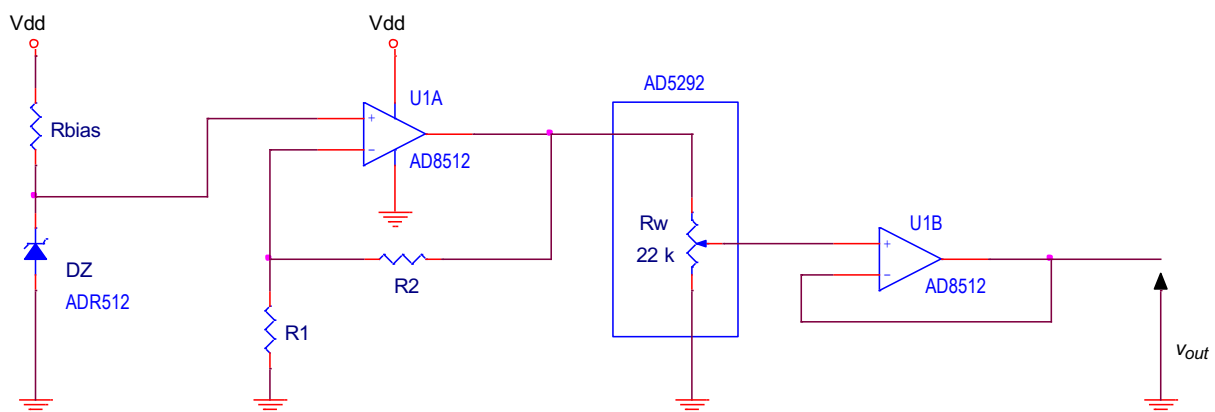 Vdd
Rbias
DZ
ADR512
Vdd
U1A
+
−
AD8512
R2
R1
AD5292
Rw
22 k
U1B
+
−
AD8512
vout